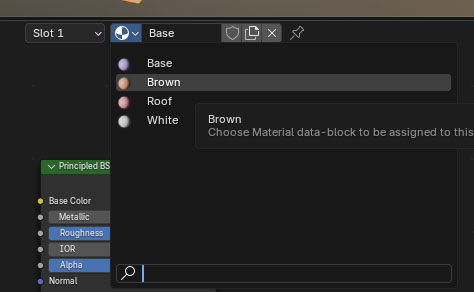 Slot 1
Base
Base
Brown
Roof
White
Brown
Choose Material data-block to be assigned to this
Principled BS
Base Color
Metallic
Roughness
IOR
Alpha
Normal